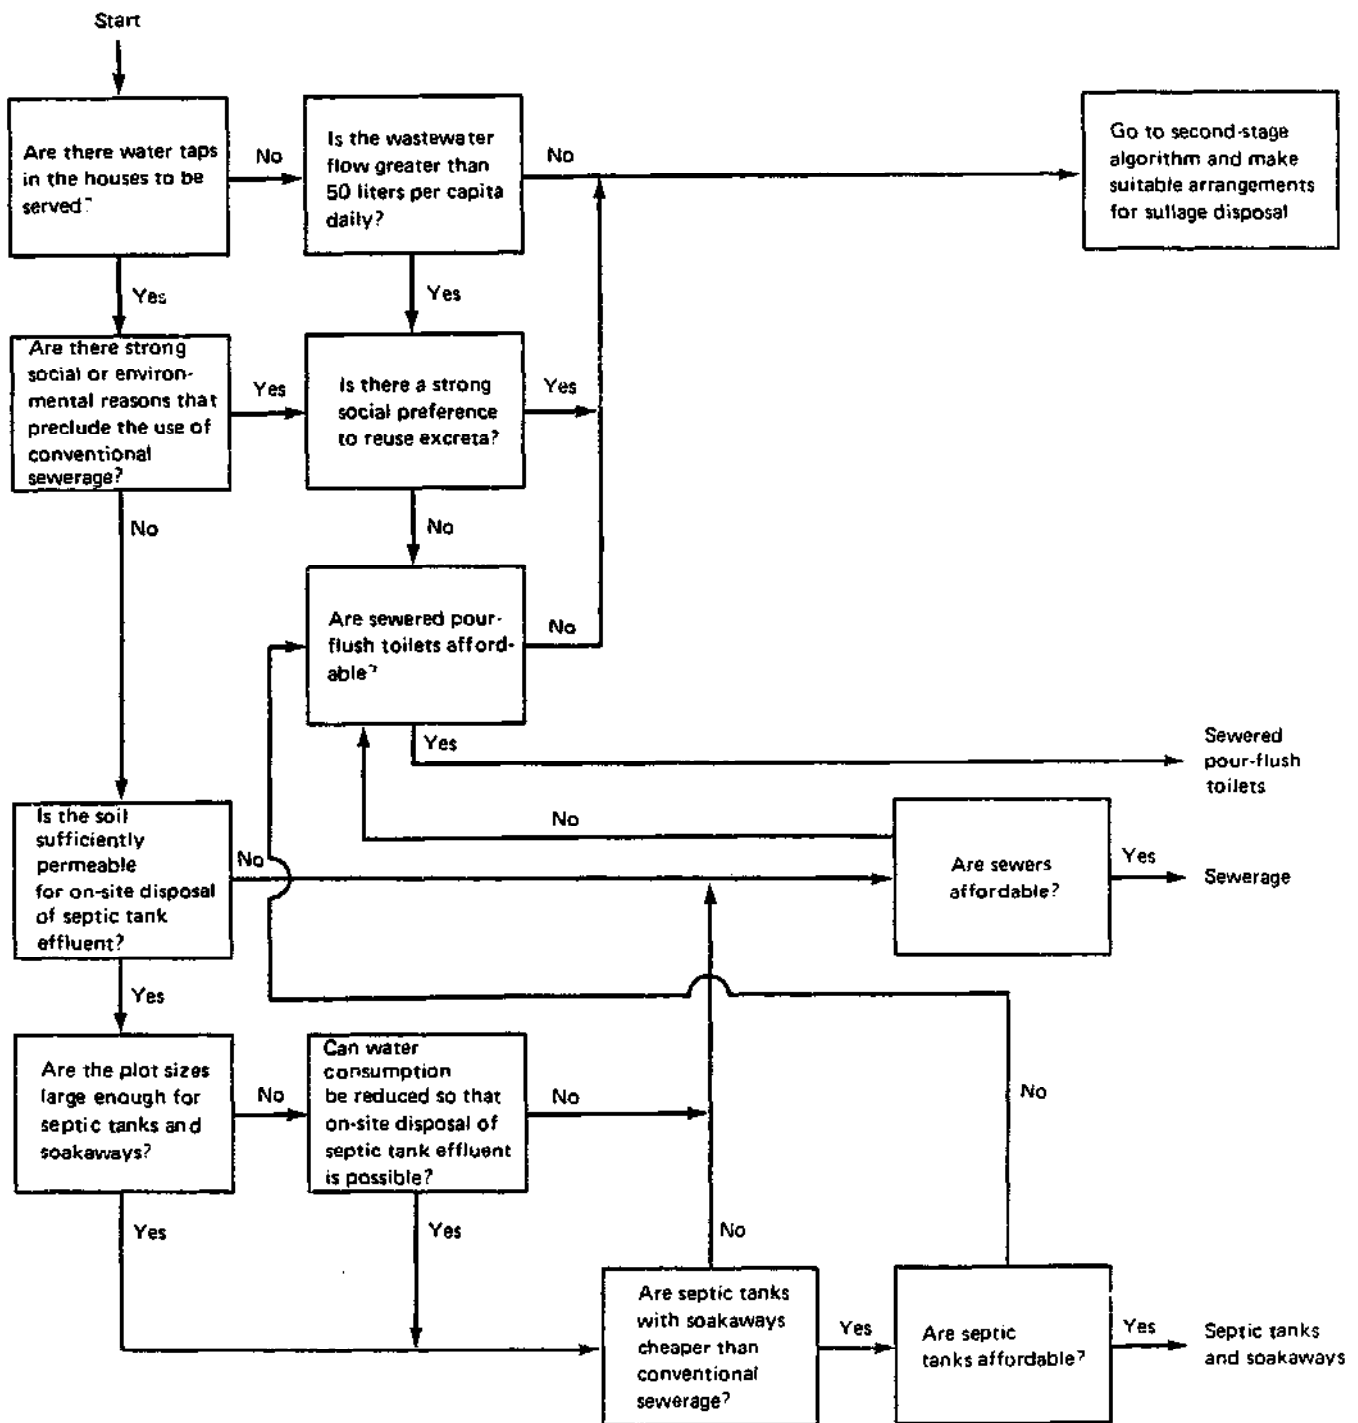 Start
Are there water taps
in the houses to be
served?
No
Is the wastewater
flow greater than
50 liters per capita
daily?
No
Go to second-stage
algorithm and make
suitable arrangements
for sullage disposal
Yes
Yes
Are there strong
social or environ-
mental reasons that
preclude the use of
conventional
sewerage?
Yes
Is there a strong
social preference
to reuse excreta?
Yes
No
No
Are sewered pour-
flush toilets afford-
able?
No
Yes
Sewered
pour-flush
toilets
Is the soil
sufficiently
permeable
for on-site disposal
of septic tank
effluent?
No
No
Are sewers
affordable?
Yes
Sewerage
Yes
Are the plot sizes
large enough for
septic tanks and
soakaways?
No
Can water
consumption
be reduced so that
on-site disposal of
septic tank effluent
is possible?
No
No
Yes
Yes
No
Are septic tanks
with soakaways
cheaper than
conventional
sewerage?
Yes
Are septic
tanks affordable?
Yes
Septic tanks
and soakaways